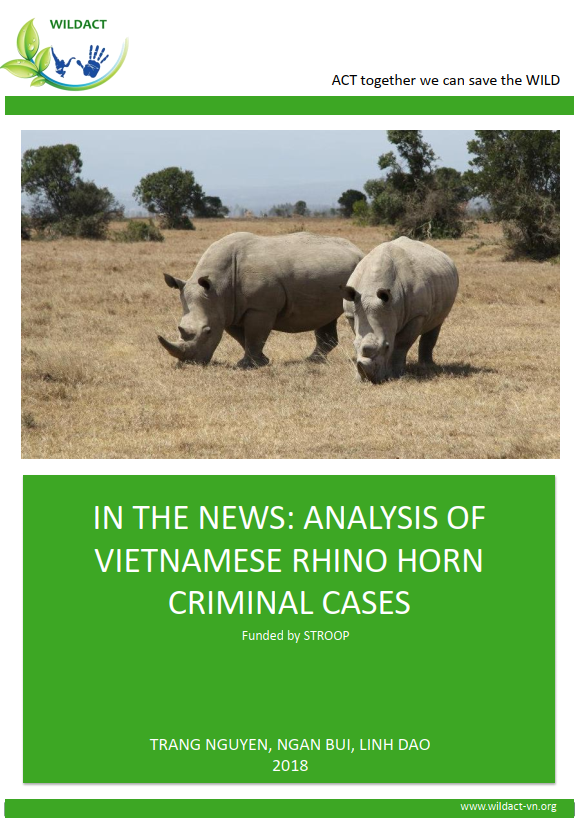 WILDACT
ACT together we can save the WILD
IN THE NEWS: ANALYSIS OF
VIETNAMESE RHINO HORN
CRIMINAL CASES
Funded by STROOP
TRANG NGUYEN, NGAN BUI, LINH DAO
2018
www.wildact-vn.org